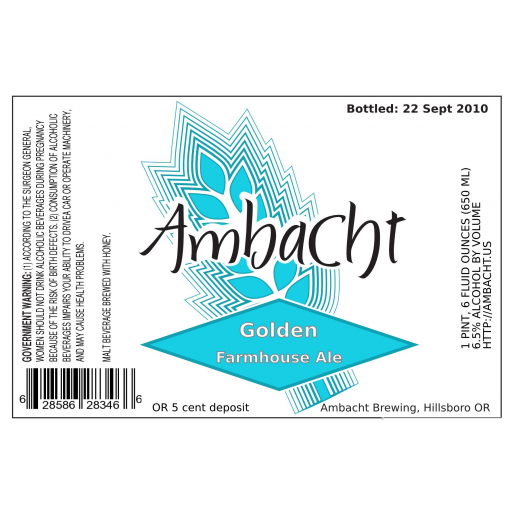 Bottled: 22 Sept 2010
Ambacht
Golden
Farmhouse Ale
GOVERNMENT WARNING: (1) ACCORDING TO THE SURGEON GENERAL,
WOMEN SHOULD NOT DRINK ALCOHOLIC BEVERAGES DURING PREGNANCY
BECAUSE OF THE RISK OF BIRTH DEFECTS. (2) CONSUMPTION OF ALCOHOLIC
BEVERAGES IMPAIRS YOUR ABILITY TO DRIVE A CAR OR OPERATE MACHINERY,
AND MAY CAUSE HEALTH PROBLEMS.
MALT BEVERAGE BREWED WITH HONEY.
1 PINT, 6 FLUID OUNCES (650 ML)
6.5% ALCOHOL BY VOLUME
HTTP://AMBACHT.US
6 28586 28346 6
OR 5 cent deposit
Ambacht Brewing, Hillsboro OR